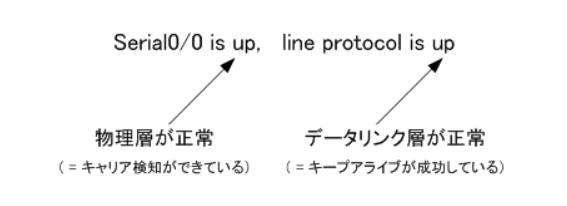 Serial0/0 is up, line protocol is up
物理層が正常
( = キャリア検知ができている)
データリンク層が正常
( = キープアライブが成功している)